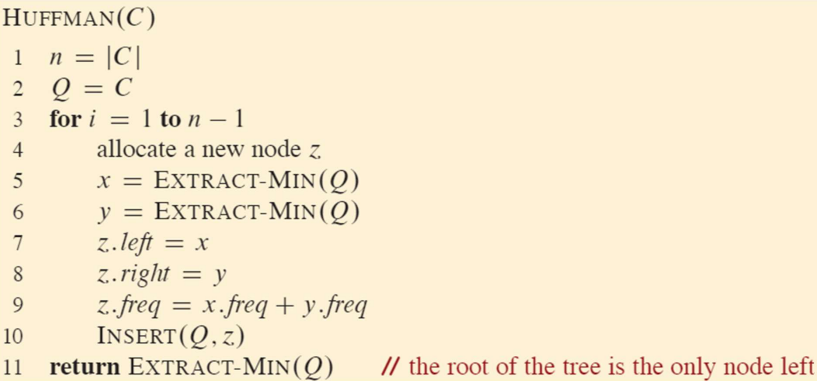 HUFFMAN(C)
1 n = |C|
2 Q = C
3 for i = 1 to n − 1
4 allocate a new node z
5 x = EXTRACT-MIN(Q)
6 y = EXTRACT-MIN(Q)
7 z.left = x
8 z.right = y
9 z.freq = x.freq + y.freq
10 INSERT(Q, z)
11 return EXTRACT-MIN(Q) // the root of the tree is the only node left